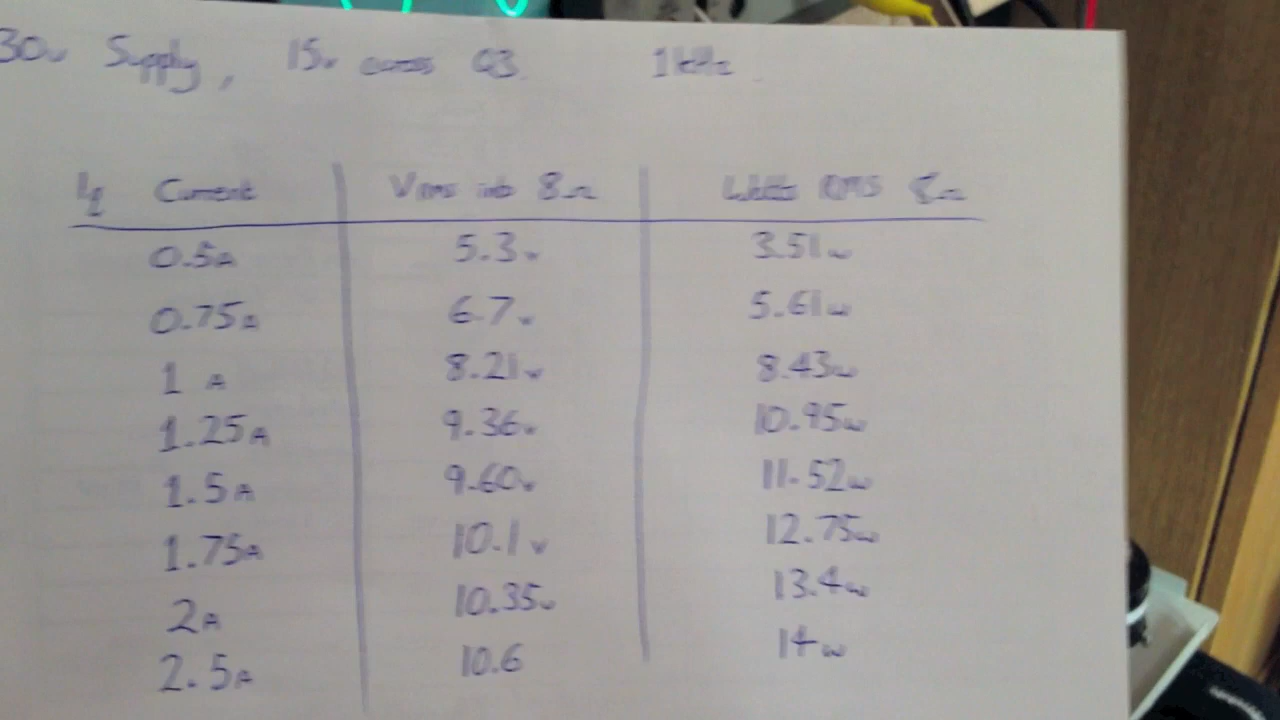 30v Supply, 15v across Q3 1kHz
Iq Current Vrms into 8Ω Watts RMS 8Ω
0.5A 5.3v 3.51w
0.75A 6.7v 5.61w
1 A 8.21v 8.43w
1.25A 9.36v 10.95w
1.5A 9.60v 11.52w
1.75A 10.1v 12.75w
2A 10.35v 13.4w
2.5A 10.6 14w